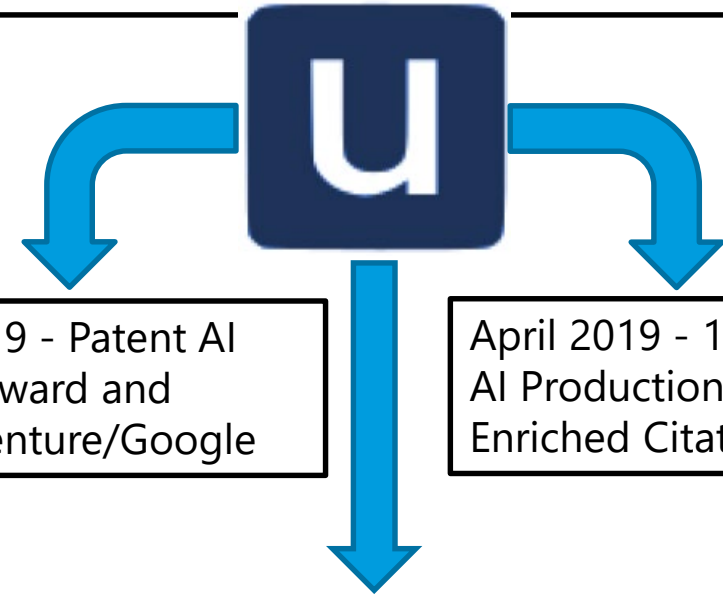 u
9 - Patent AI
ward and
enture/Google
April 2019 - 1
AI Production
Enriched Citat